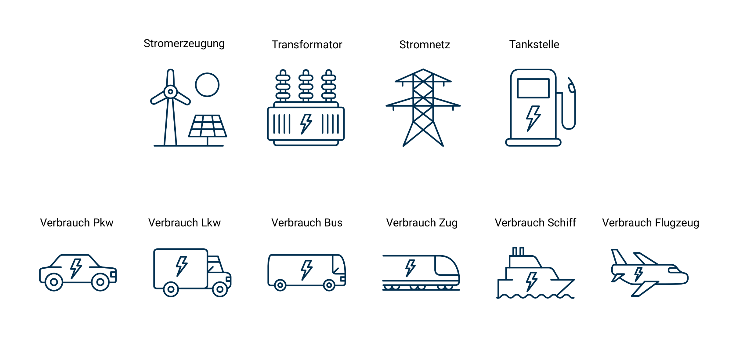 Stromerzeugung
Transformator
Stromnetz
Tankstelle
Verbrauch Pkw
Verbrauch Lkw
Verbrauch Bus
Verbrauch Zug
Verbrauch Schiff
Verbrauch Flugzeug